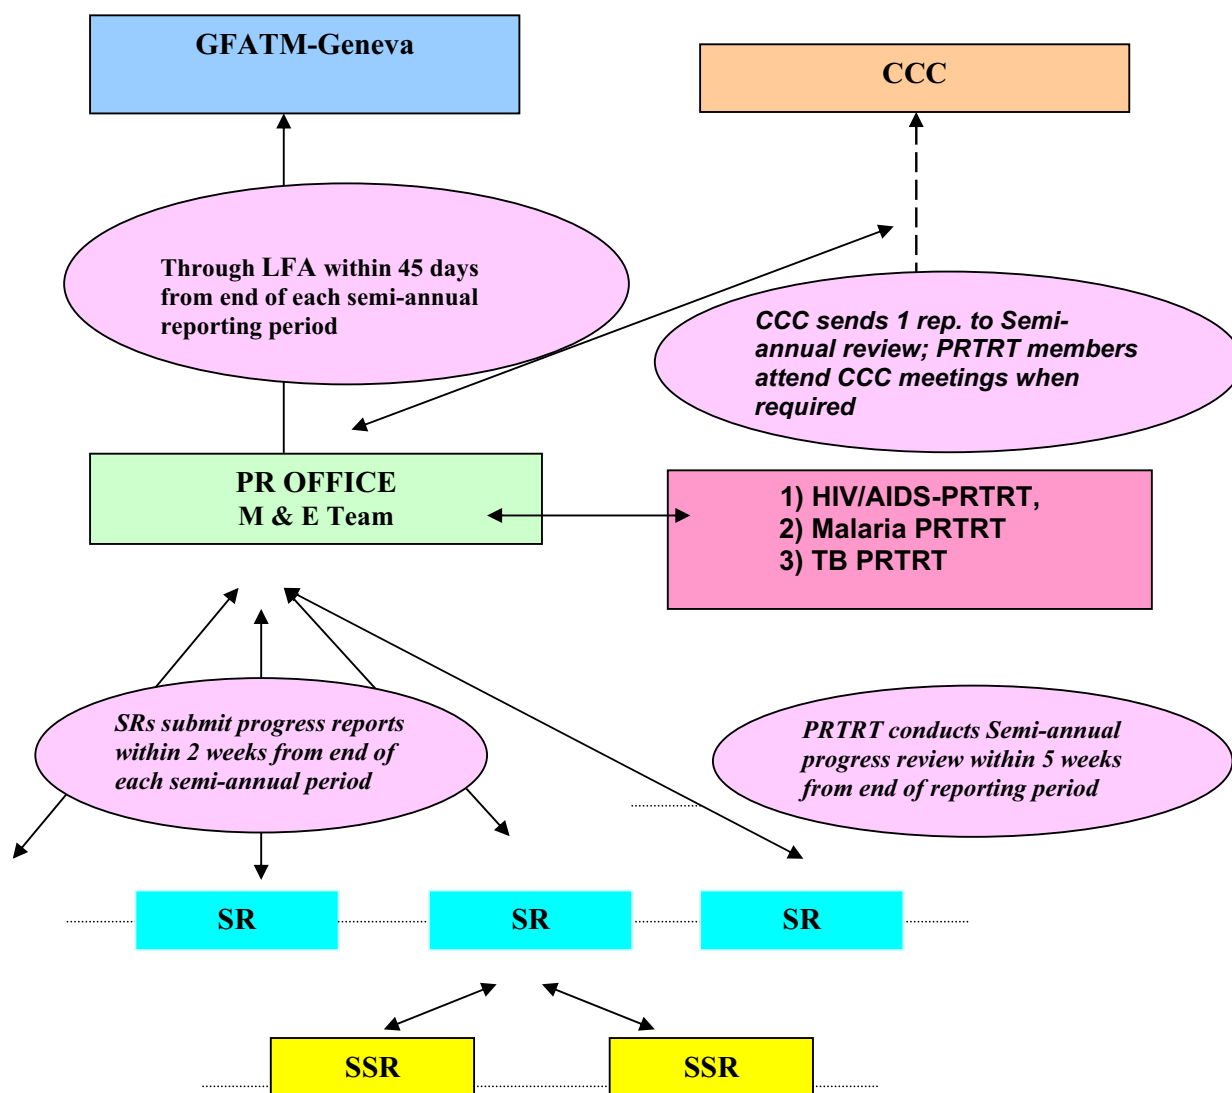 GFATM-Geneva
CCC
Through LFA within 45 days
from end of each semi-annual
reporting period
CCC sends 1 rep. to Semi-
annual review; PRTRT members
attend CCC meetings when
required
PR OFFICE
M & E Team
1) HIV/AIDS-PRTRT,
2) Malaria PRTRT
3) TB PRTRT
SRs submit progress reports
within 2 weeks from end of
each semi-annual period
PRTRT conducts Semi-annual
progress review within 5 weeks
from end of reporting period
SR
SR
SR
SSR
SSR